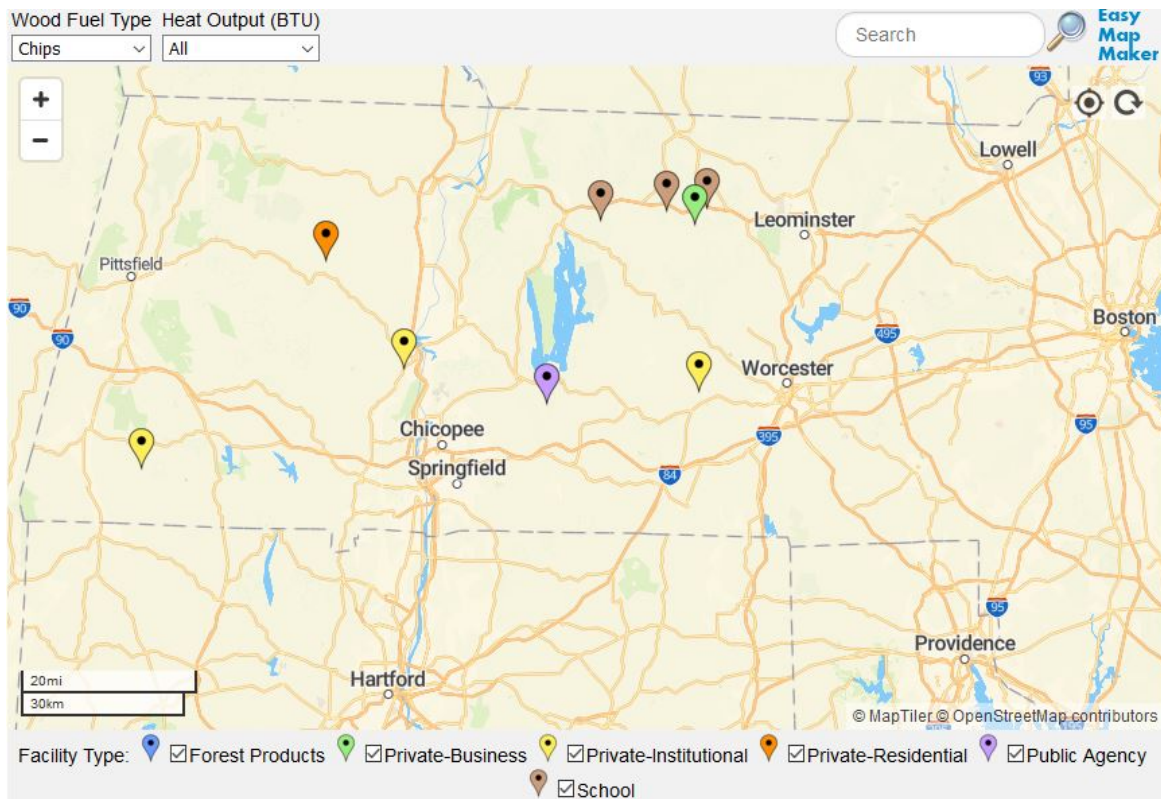 Wood Fuel Type Heat Output (BTU)
Chips All
Search
Easy
Map
Maker
+
−
93
Lowell
Leominster
Pittsfield
90
90
495
Boston
Worcester
95
Chicopee
395
Springfield
84
95
Providence
Hartford
20mi
30km
495
© MapTiler © OpenStreetMap contributors
Facility Type: Forest Products Private-Business Private-Institutional Private-Residential Public Agency
School